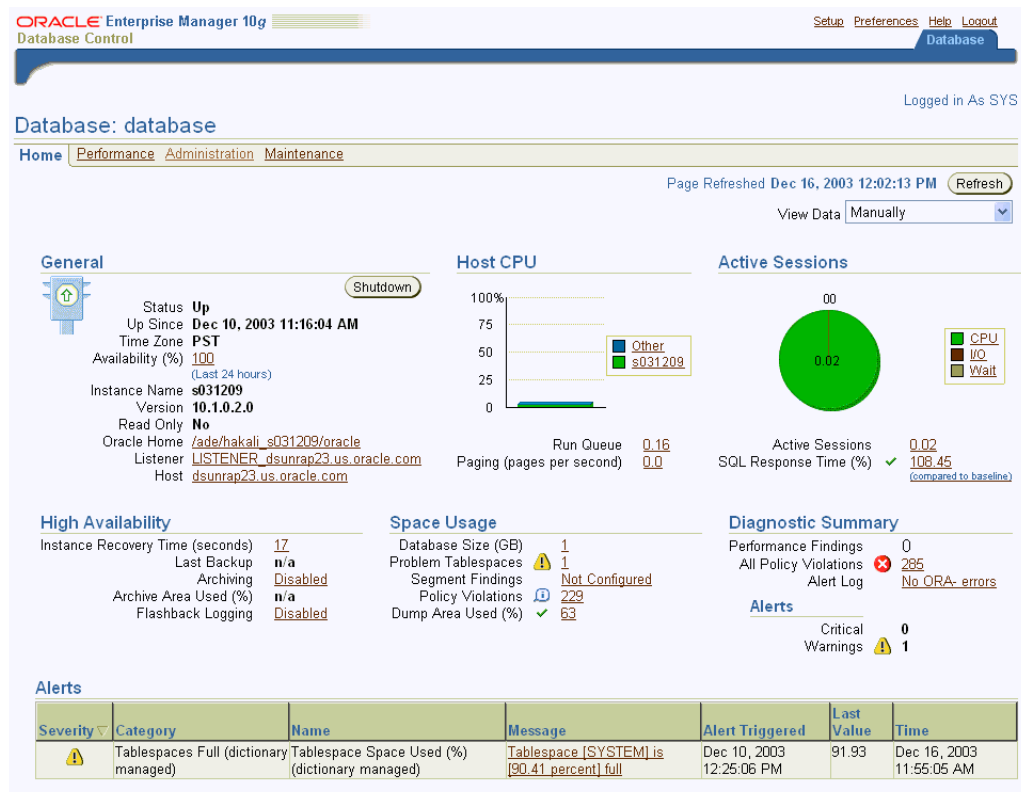 ORACLE Enterprise Manager 10g
Database Control
Setup Preferences Help Logout
Database
Logged in As SYS
Database: database
Home Performance Administration Maintenance
Page Refreshed Dec 16, 2003 12:02:13 PM Refresh
View Data Manually
General
Shutdown
Status Up
Up Since Dec 10, 2003 11:16:04 AM
Time Zone PST
Availability (%) 100
(Last 24 hours)
Instance Name s031209
Version 10.1.0.2.0
Read Only No
Oracle Home /ade/hakali_s031209/oracle
Listener LISTENER_dsunrap23.us.oracle.com
Host dsunrap23.us.oracle.com
Host CPU
100%
75
50
25
0
Other
s031209
Run Queue 0.16
Paging (pages per second) 0.0
Active Sessions
00
0.02
CPU
I/O
Wait
Active Sessions 0.02
SQL Response Time (%) 108.45
(compared to baseline)
High Availability
Instance Recovery Time (seconds) 17
Last Backup n/a
Archiving Disabled
Archive Area Used (%) n/a
Flashback Logging Disabled
Space Usage
Database Size (GB) 1
Problem Tablespaces 1
Segment Findings Not Configured
Policy Violations 229
Dump Area Used (%) 63
Diagnostic Summary
Performance Findings 0
All Policy Violations 285
Alert Log No ORA- errors
Alerts
Critical 0
Warnings 1
Alerts
Severity Category Name Message Alert Triggered Last Value Time
Tablespaces Full (dictionary managed) Tablespace Space Used (%) (dictionary managed) Tablespace [SYSTEM] is [90.41 percent] full Dec 10, 2003 12:25:06 PM 91.93 Dec 16, 2003 11:55:05 AM